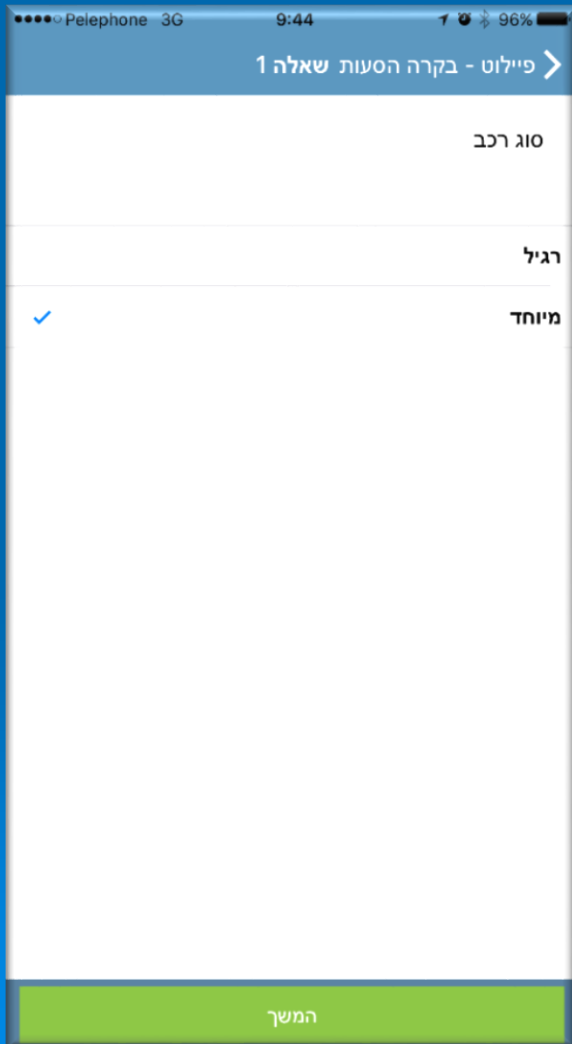 Pelephone 3G 9:44 96%
פיילוט - בקרה הסעות שאלה 1
סוג רכב
רגיל
מיוחד
המשך